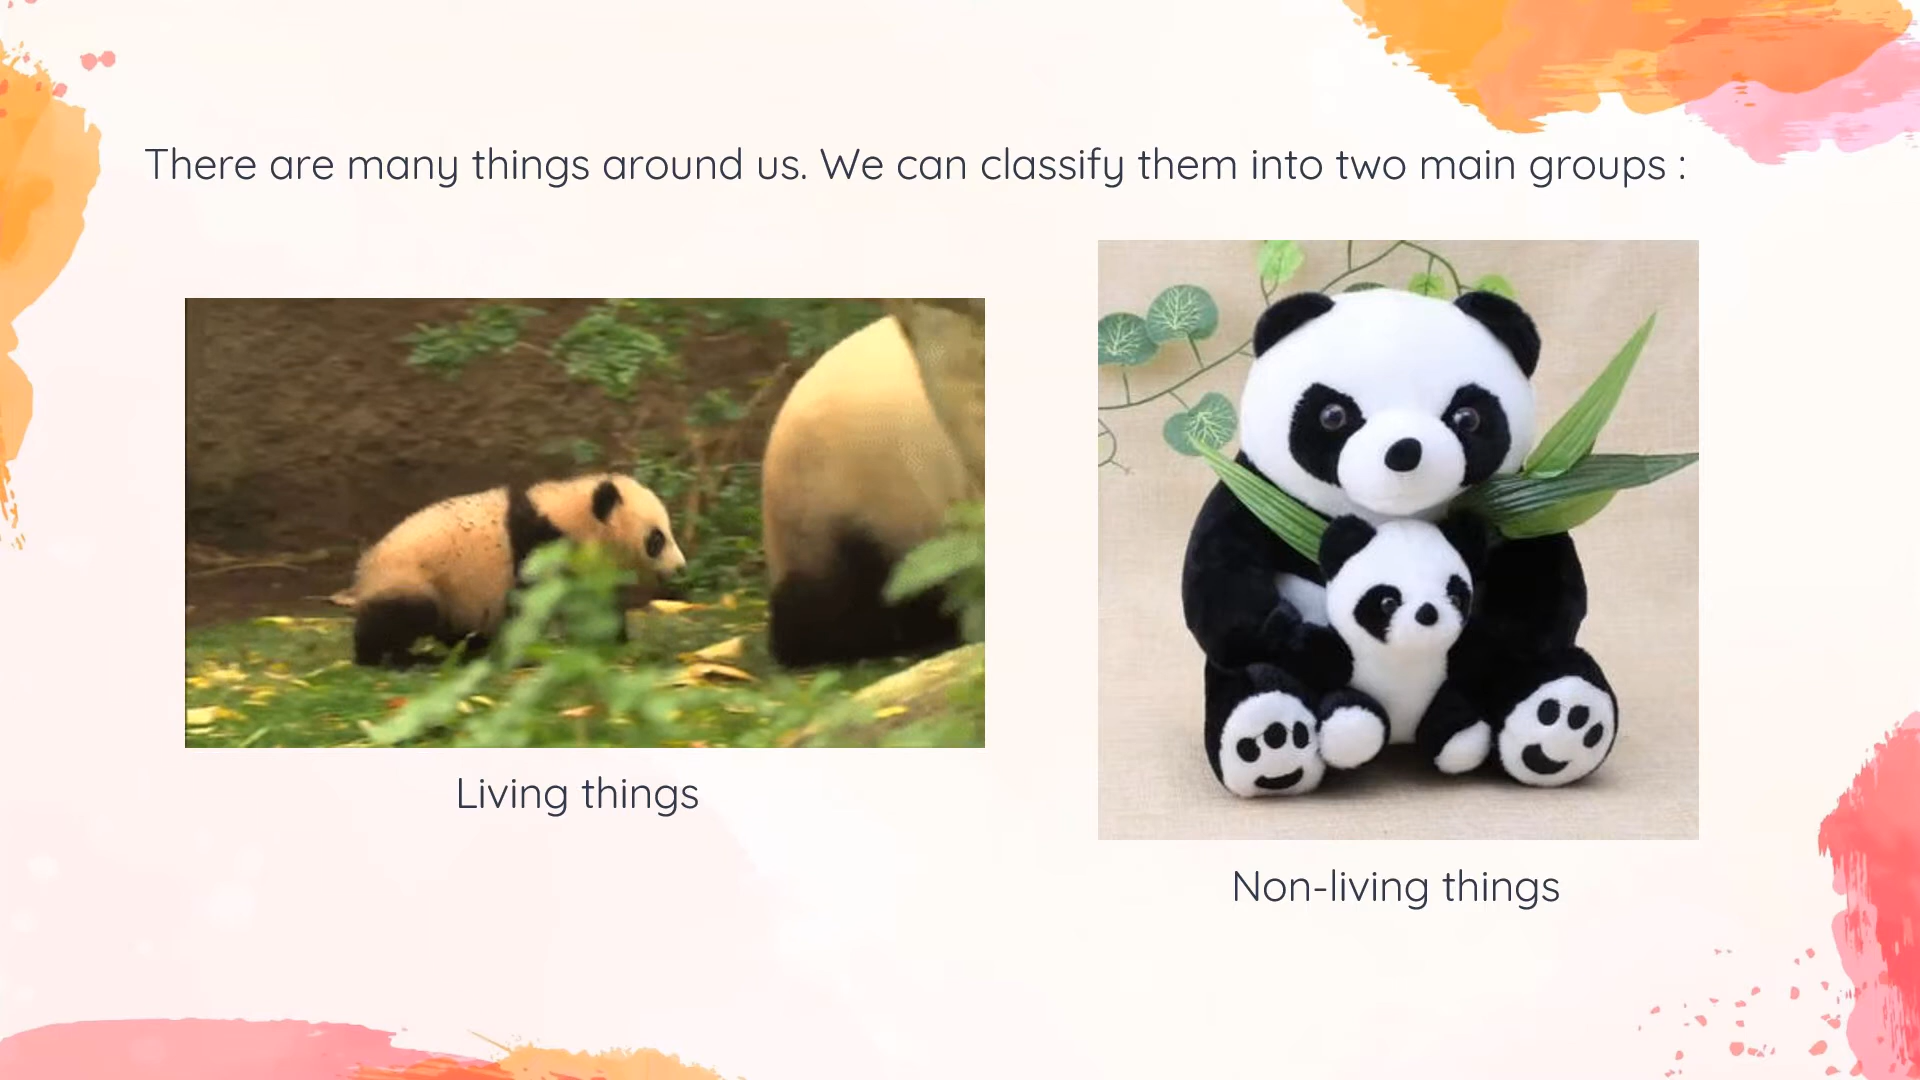 There are many things around us. We can classify them into two main groups :
Living things
Non-living things